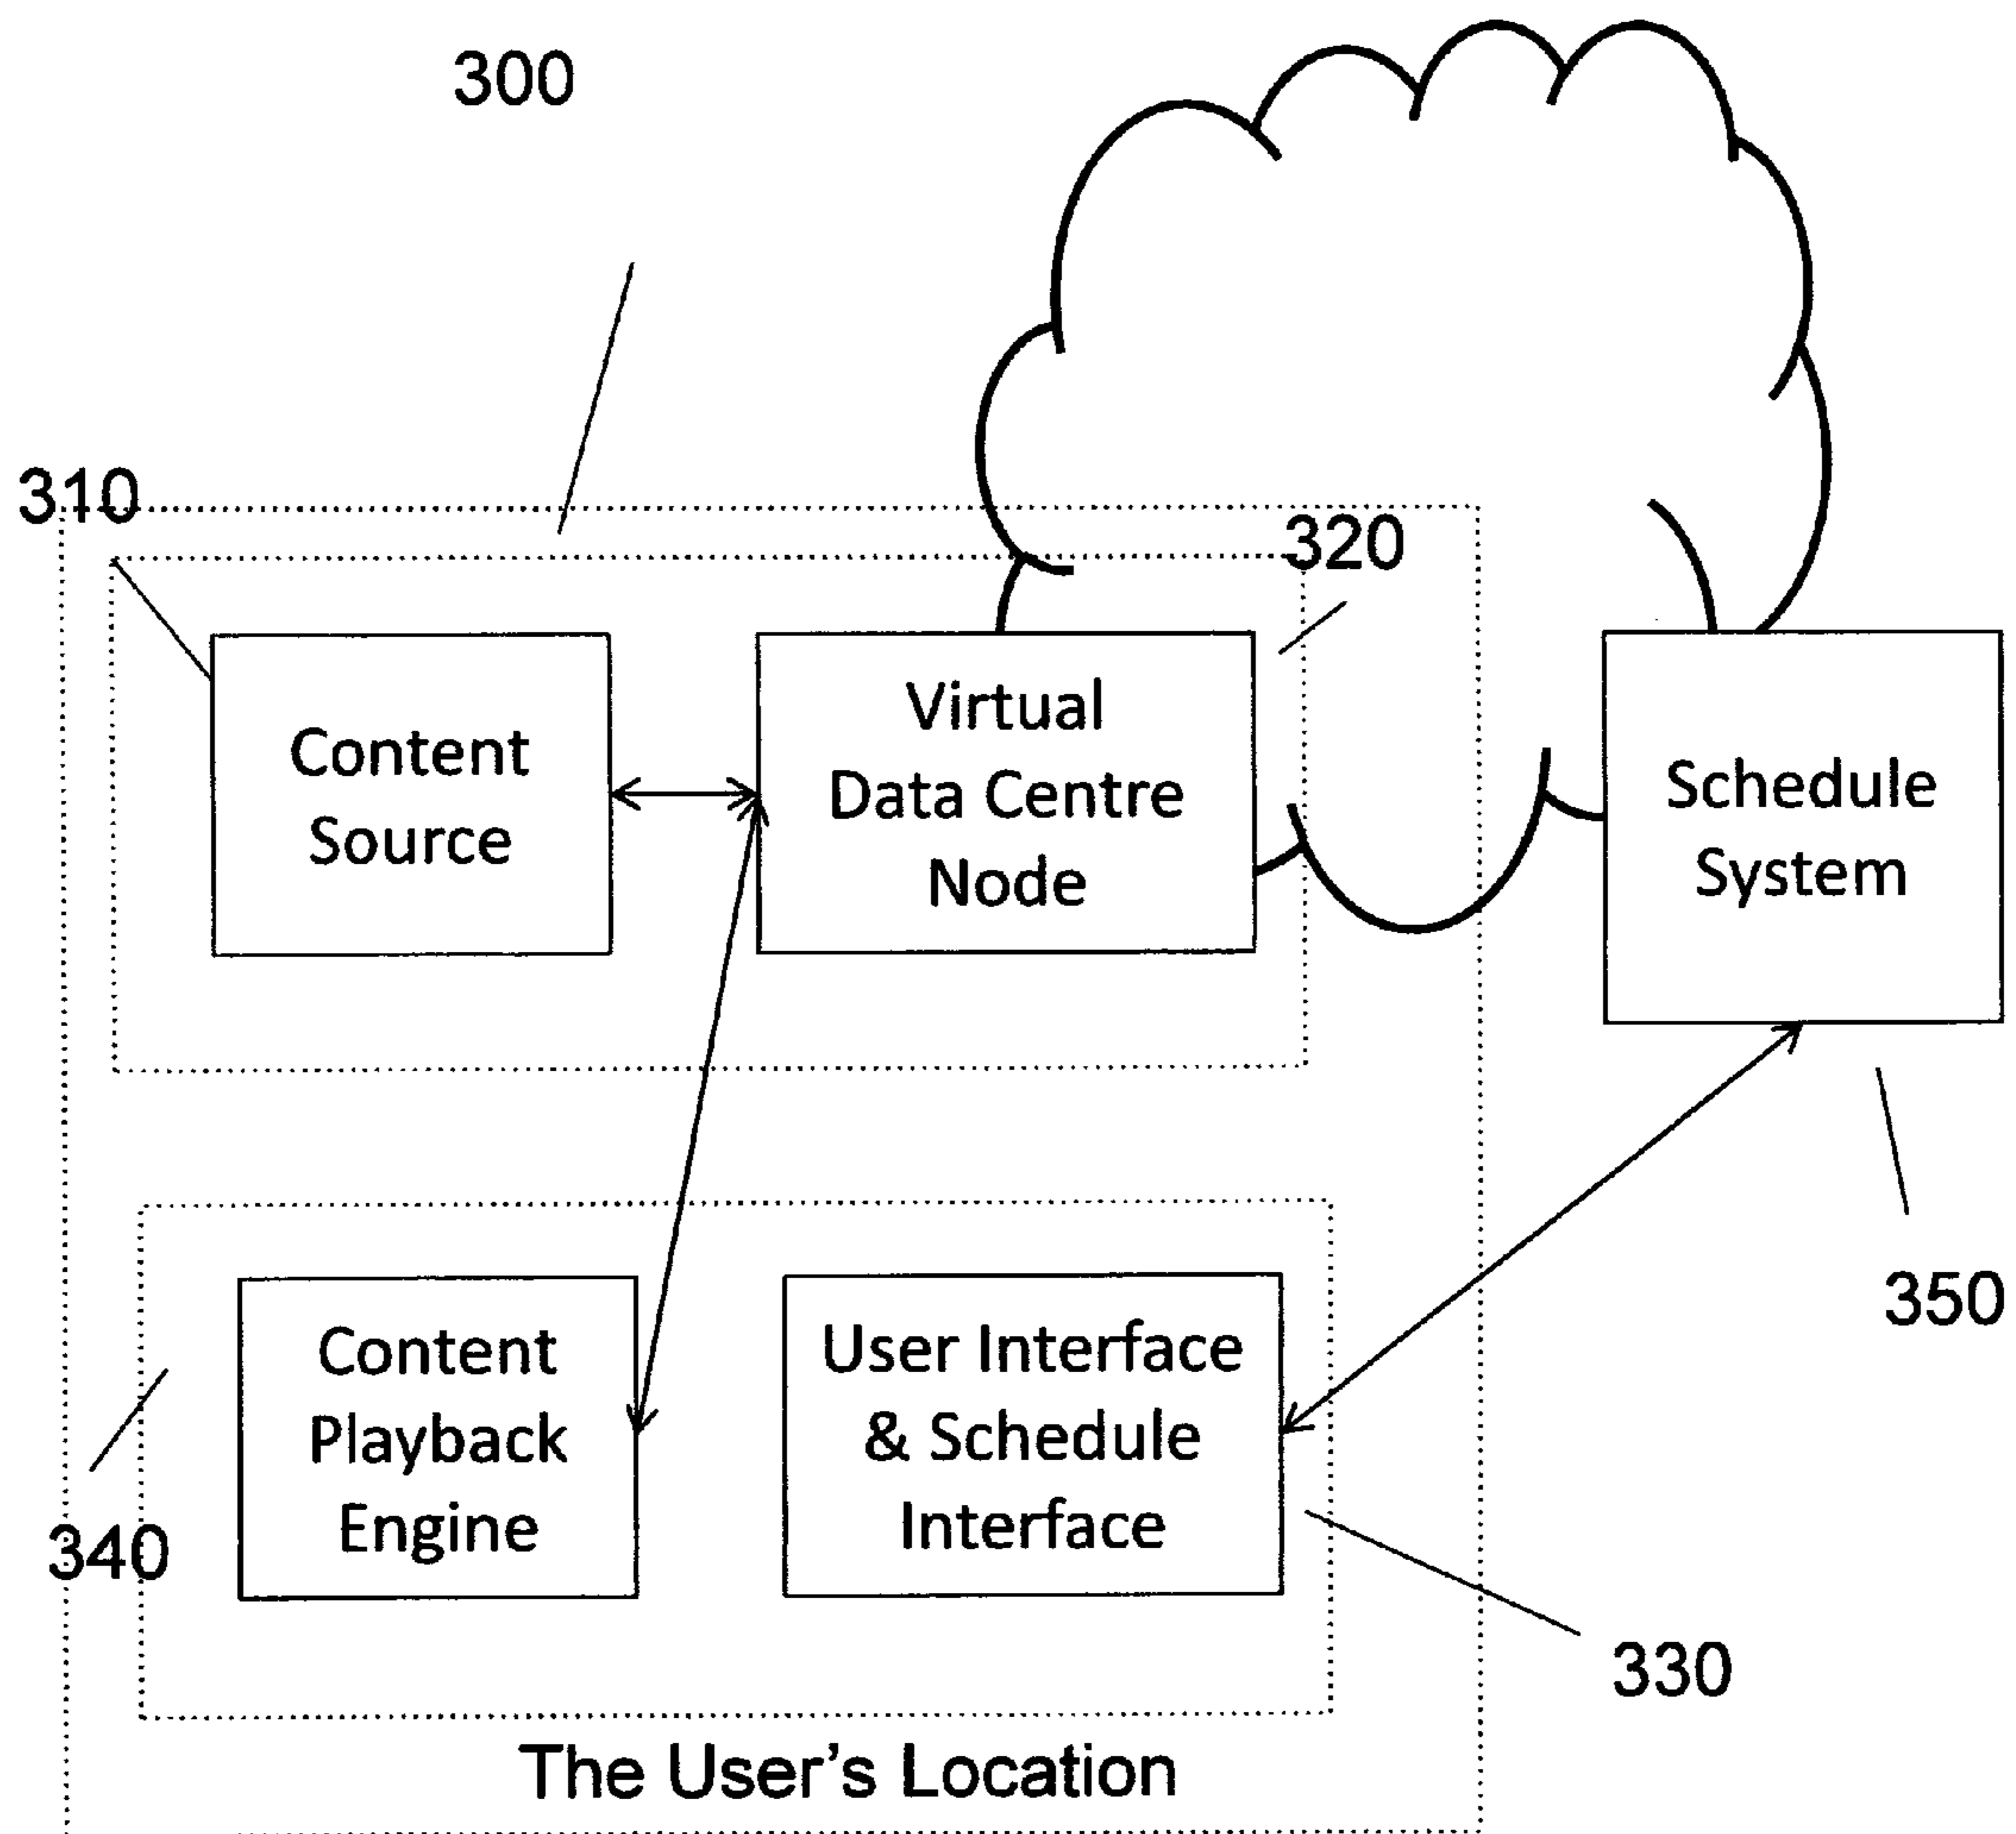 300
310
320
Content
Source
Virtual
Data Centre
Node
Schedule
System
350
Content
Playback
Engine
User Interface
& Schedule
Interface
340
330
The User's Location